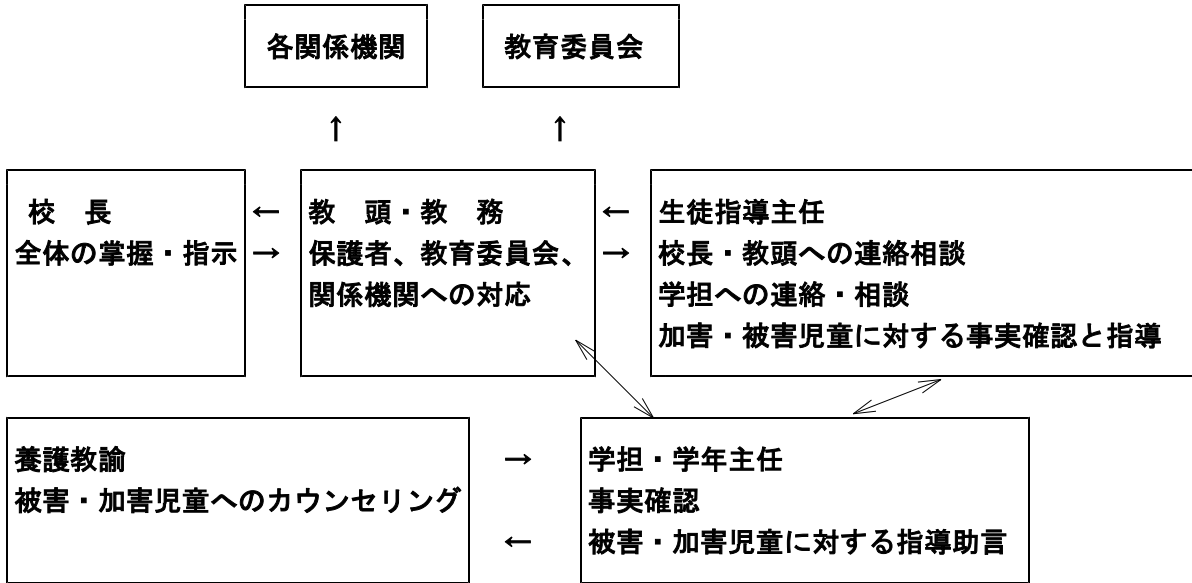 各関係機関
教育委員会
↑ ↑
校 長
全体の掌握・指示
← →
教 頭・教 務
保護者、教育委員会、
関係機関への対応
← →
生徒指導主任
校長・教頭への連絡相談
学担への連絡・相談
加害・被害児童に対する事実確認と指導
養護教諭
被害・加害児童へのカウンセリング
→ ←
学担・学年主任
事実確認
被害・加害児童に対する指導助言